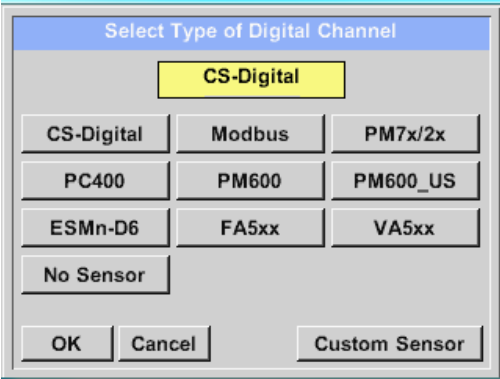 Select Type of Digital Channel
CS-Digital
CS-Digital Modbus PM7x/2x
PC400 PM600 PM600_US
ESMn-D6 FA5xx VA5xx
No Sensor
OK Cancel Custom Sensor